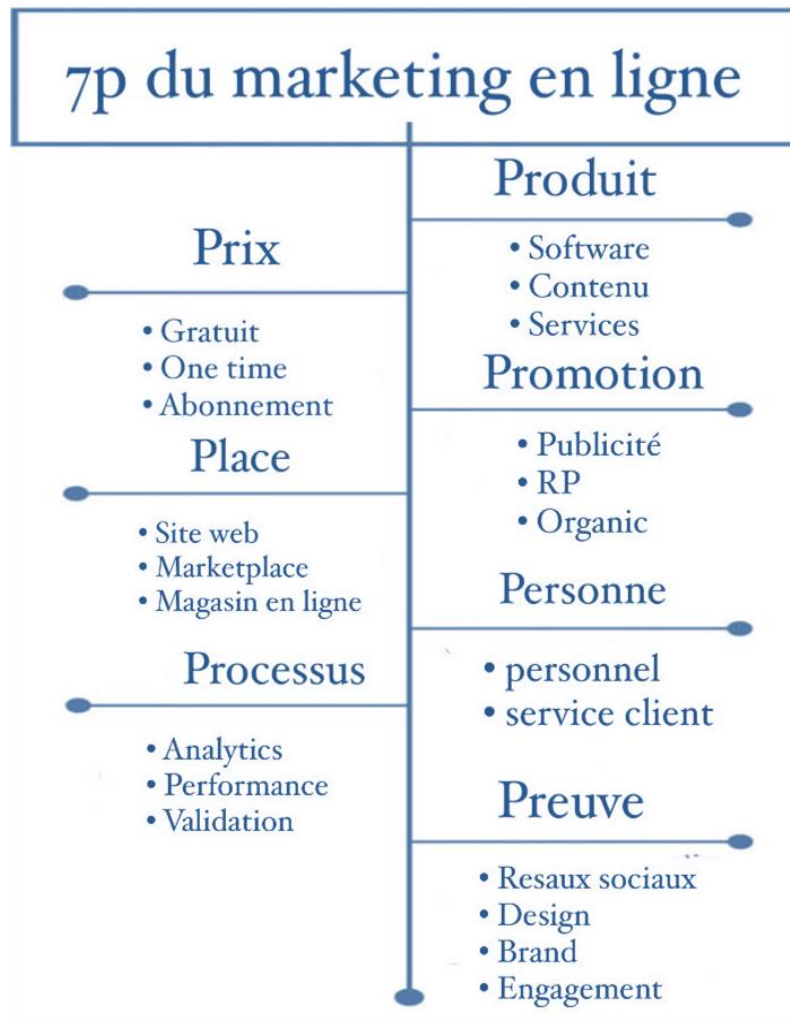 7p du marketing en ligne
Produit
• Software
• Contenu
• Services
Prix
• Gratuit
• One time
• Abonnement
Promotion
• Publicité
• RP
• Organic
Place
• Site web
• Marketplace
• Magasin en ligne
Personne
• personnel
• service client
Processus
• Analytics
• Performance
• Validation
Preuve
• Resaux sociaux
• Design
• Brand
• Engagement